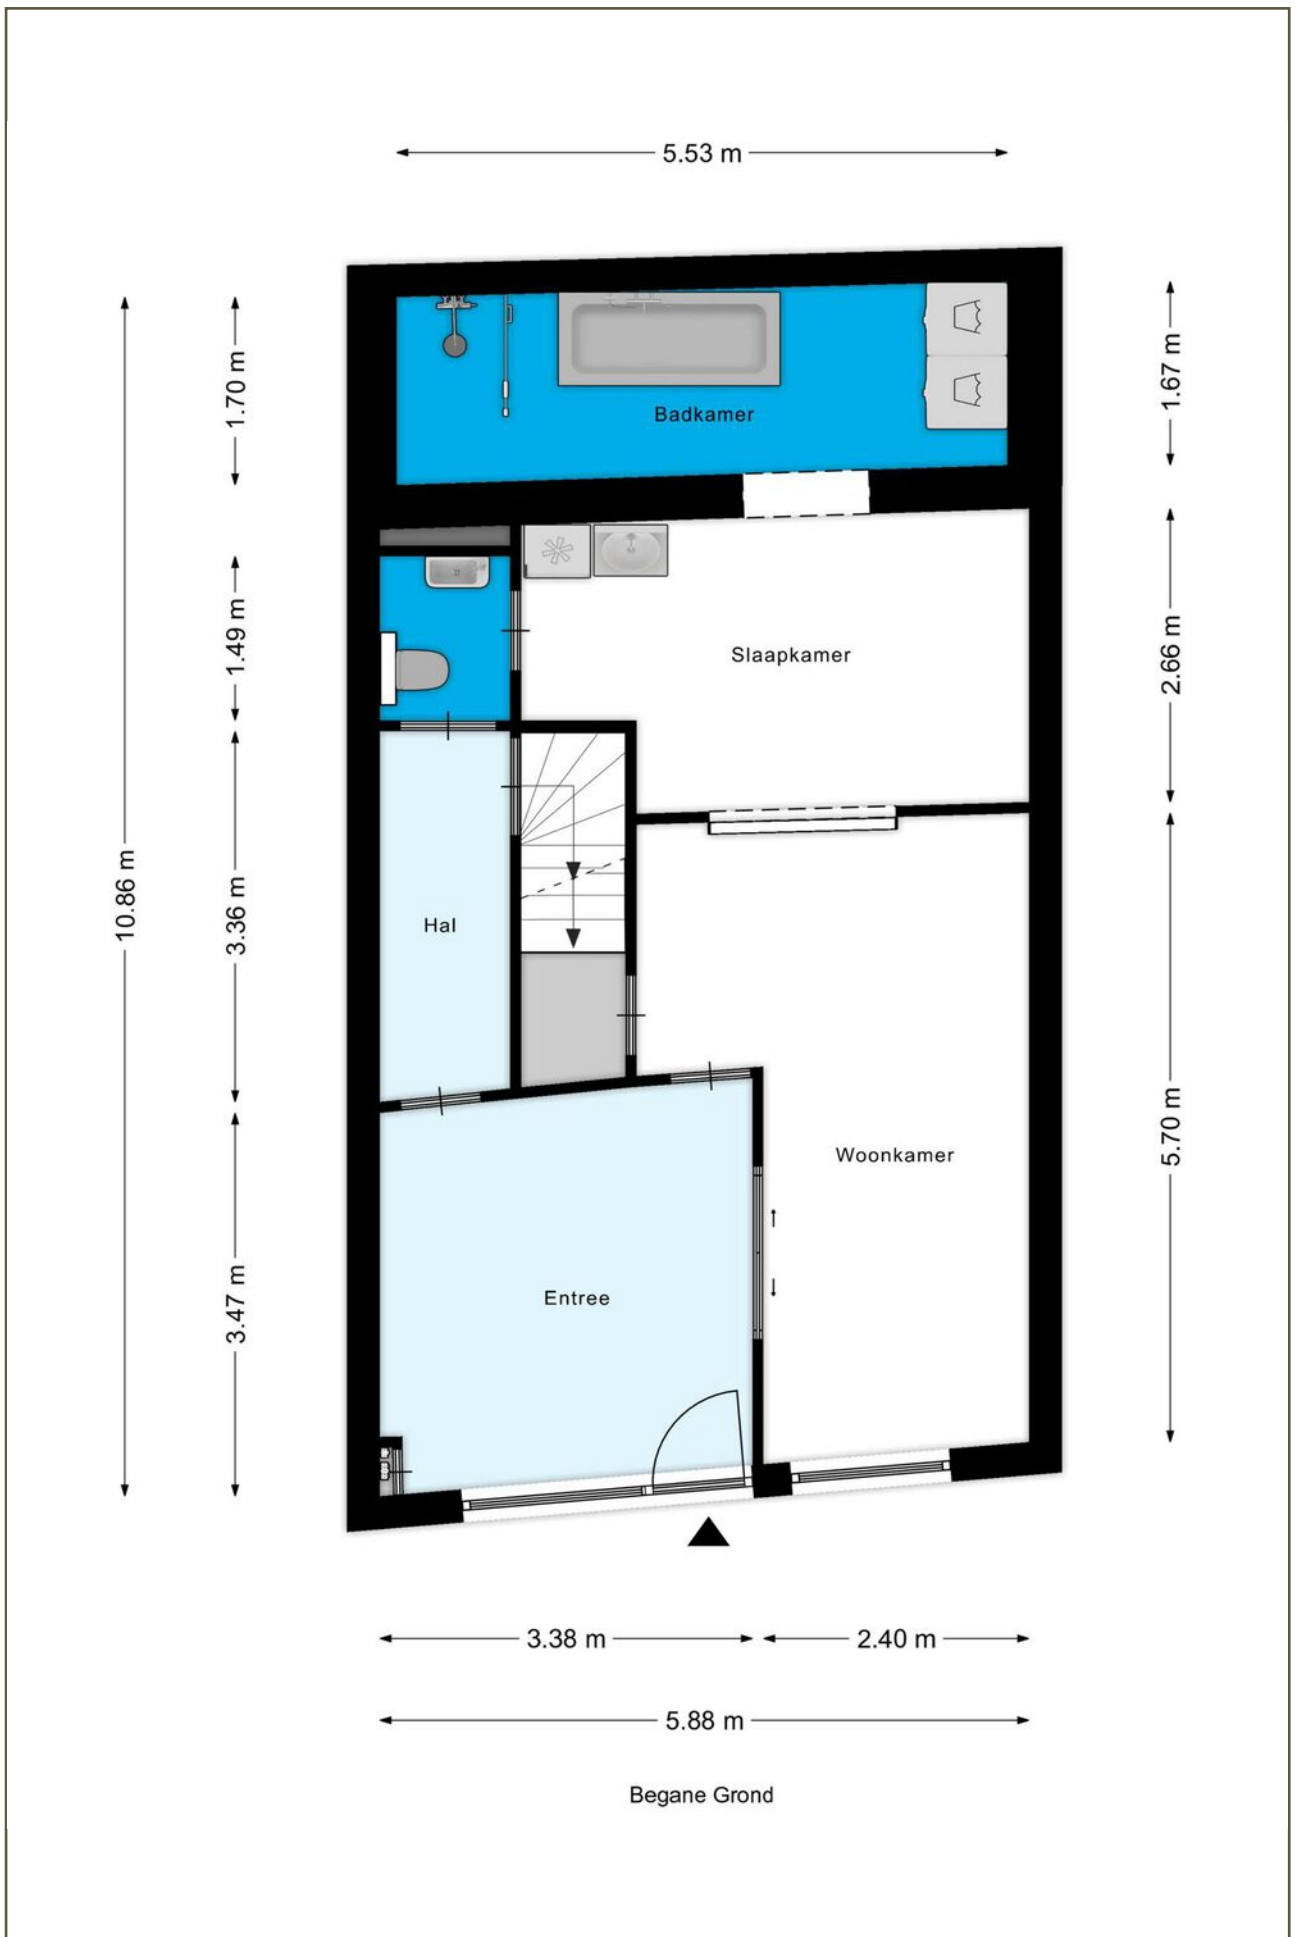 5.53 m
1.70 m
1.67 m
Badkamer
10.86 m
1.49 m
2.66 m
Slaapkamer
3.36 m
Hal
5.70 m
Woonkamer
3.47 m
Entree
3.38 m
2.40 m
5.88 m
Begane Grond